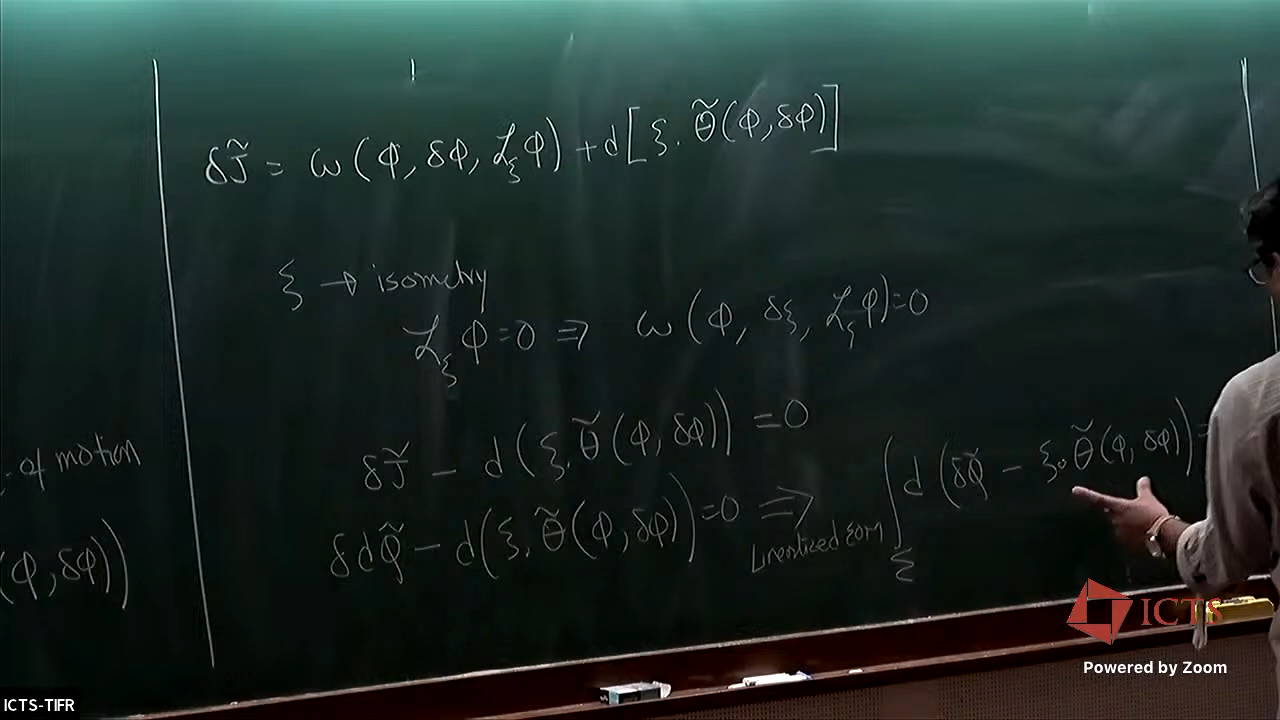 δJ̃ = ω(φ, δφ, ℒ_ξ φ) + d[ξ. θ̃(φ, δφ)]
ξ → isometry
ℒ_ξ φ = 0 ⇒ ω(φ, δξ, ℒ_ξ φ) = 0
δJ̃ − d(ξ. θ̃(φ, δφ)) = 0
δdQ̃ − d(ξ. θ̃(φ, δφ)) = 0 ⇒ ∫_Σ d(δQ̃ − ξ. θ̃(φ, δφ)) =
Linearized eom
of motion
(φ, δφ))
ICTS
Powered by Zoom
ICTS-TIFR